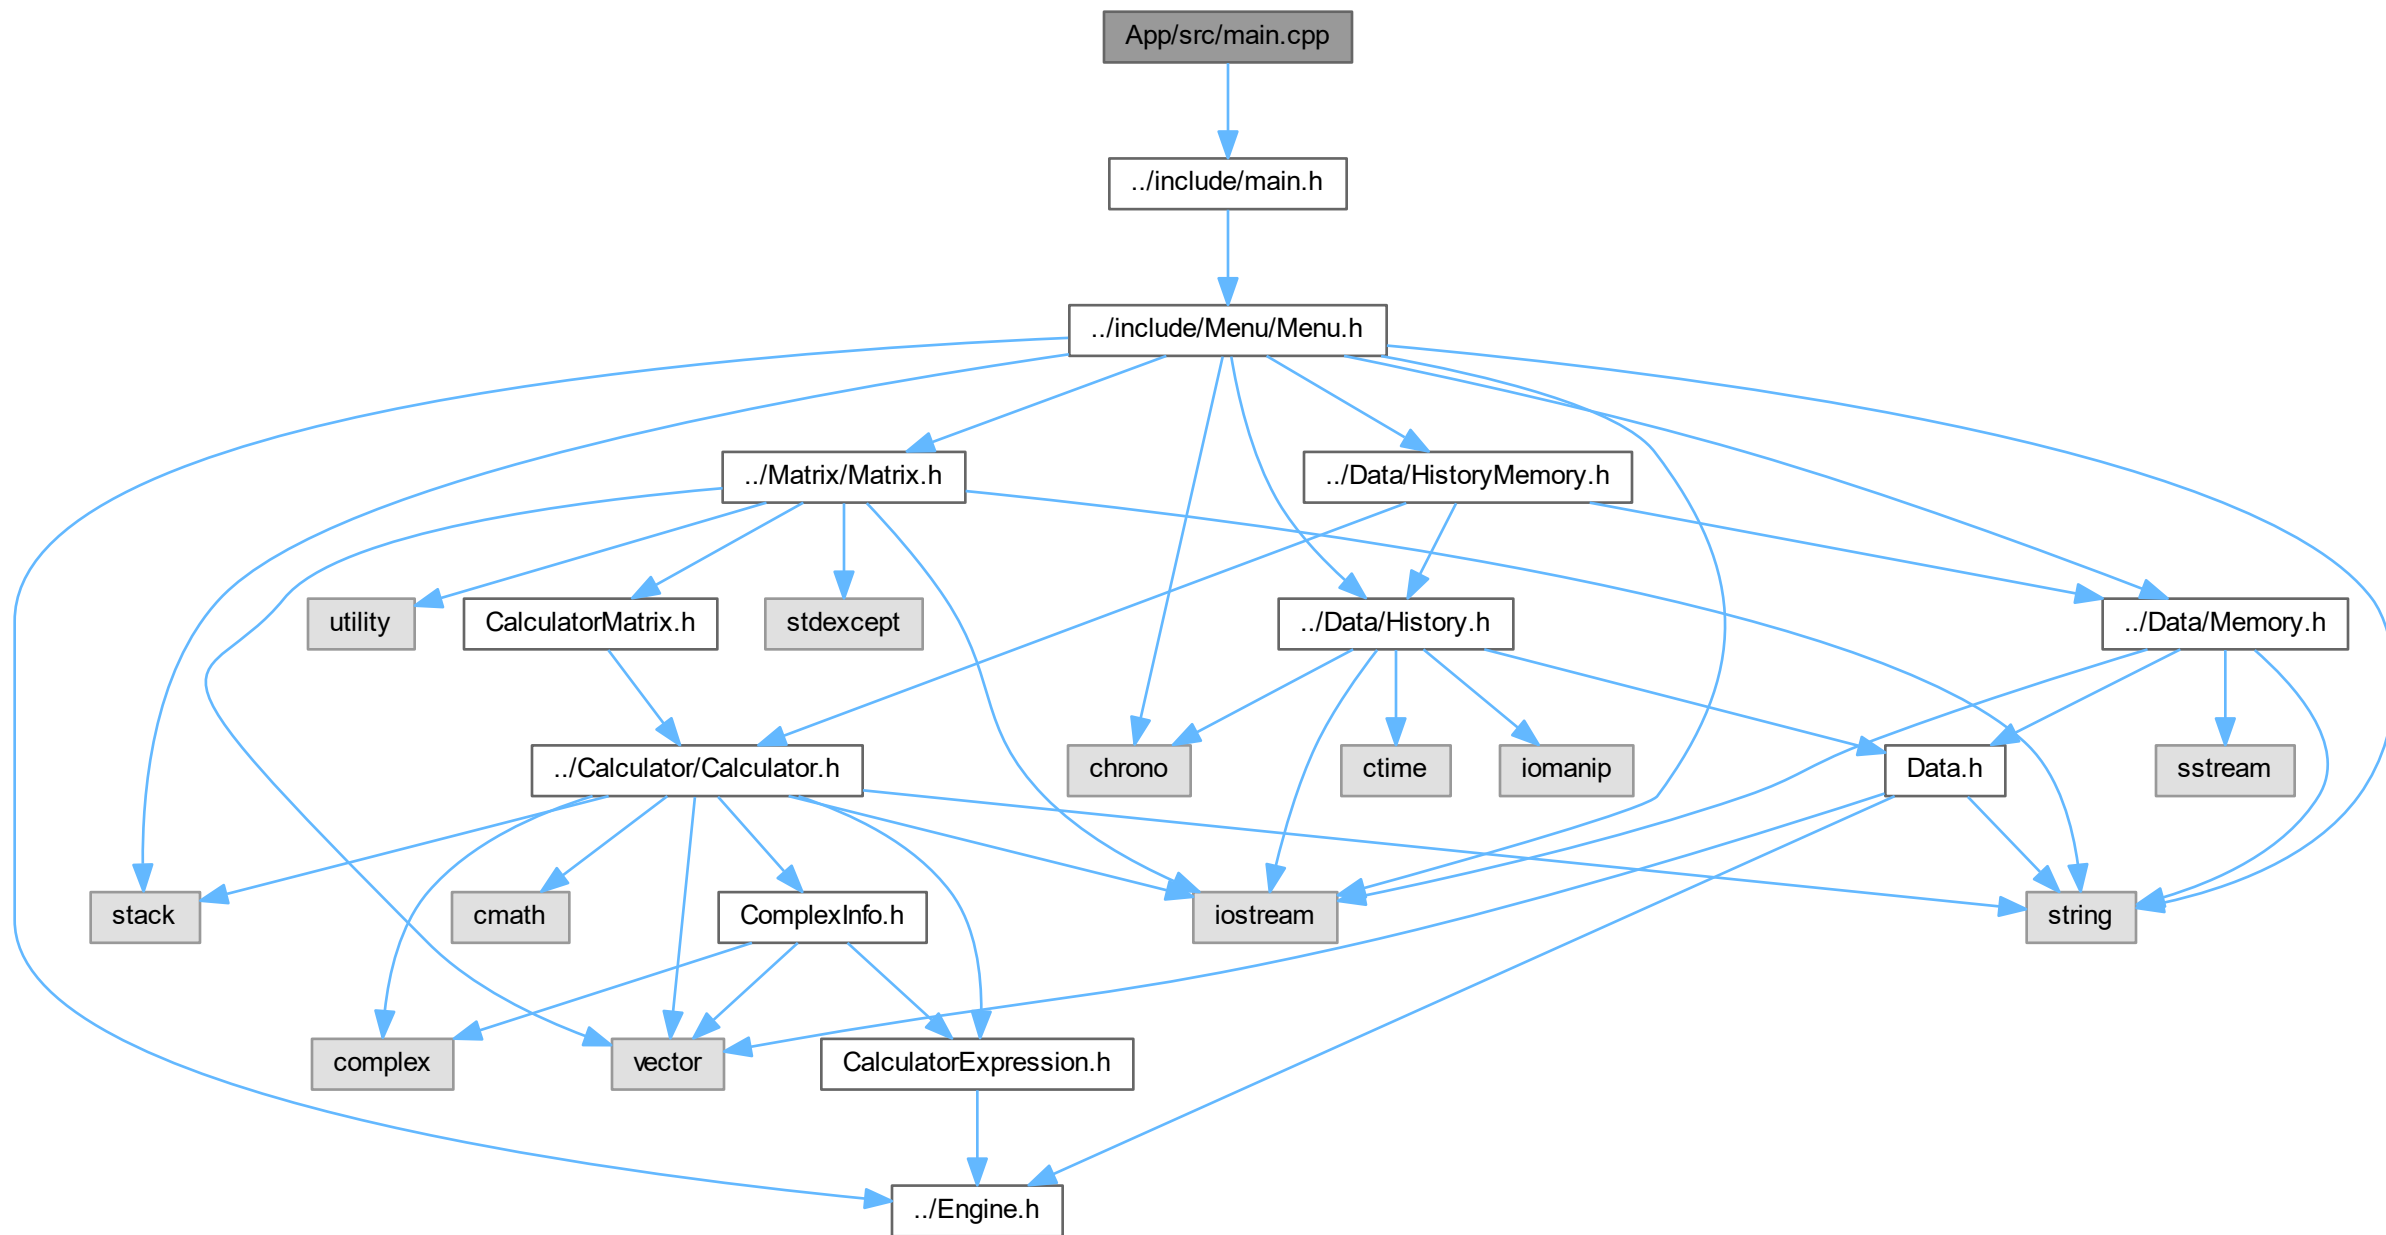 App/src/main.cpp
../include/main.h
../include/Menu/Menu.h
../Matrix/Matrix.h
../Data/HistoryMemory.h
utility
CalculatorMatrix.h
stdexcept
../Data/History.h
../Data/Memory.h
../Calculator/Calculator.h
chrono
ctime
iomanip
Data.h
sstream
stack
cmath
ComplexInfo.h
iostream
string
complex
vector
CalculatorExpression.h
../Engine.h